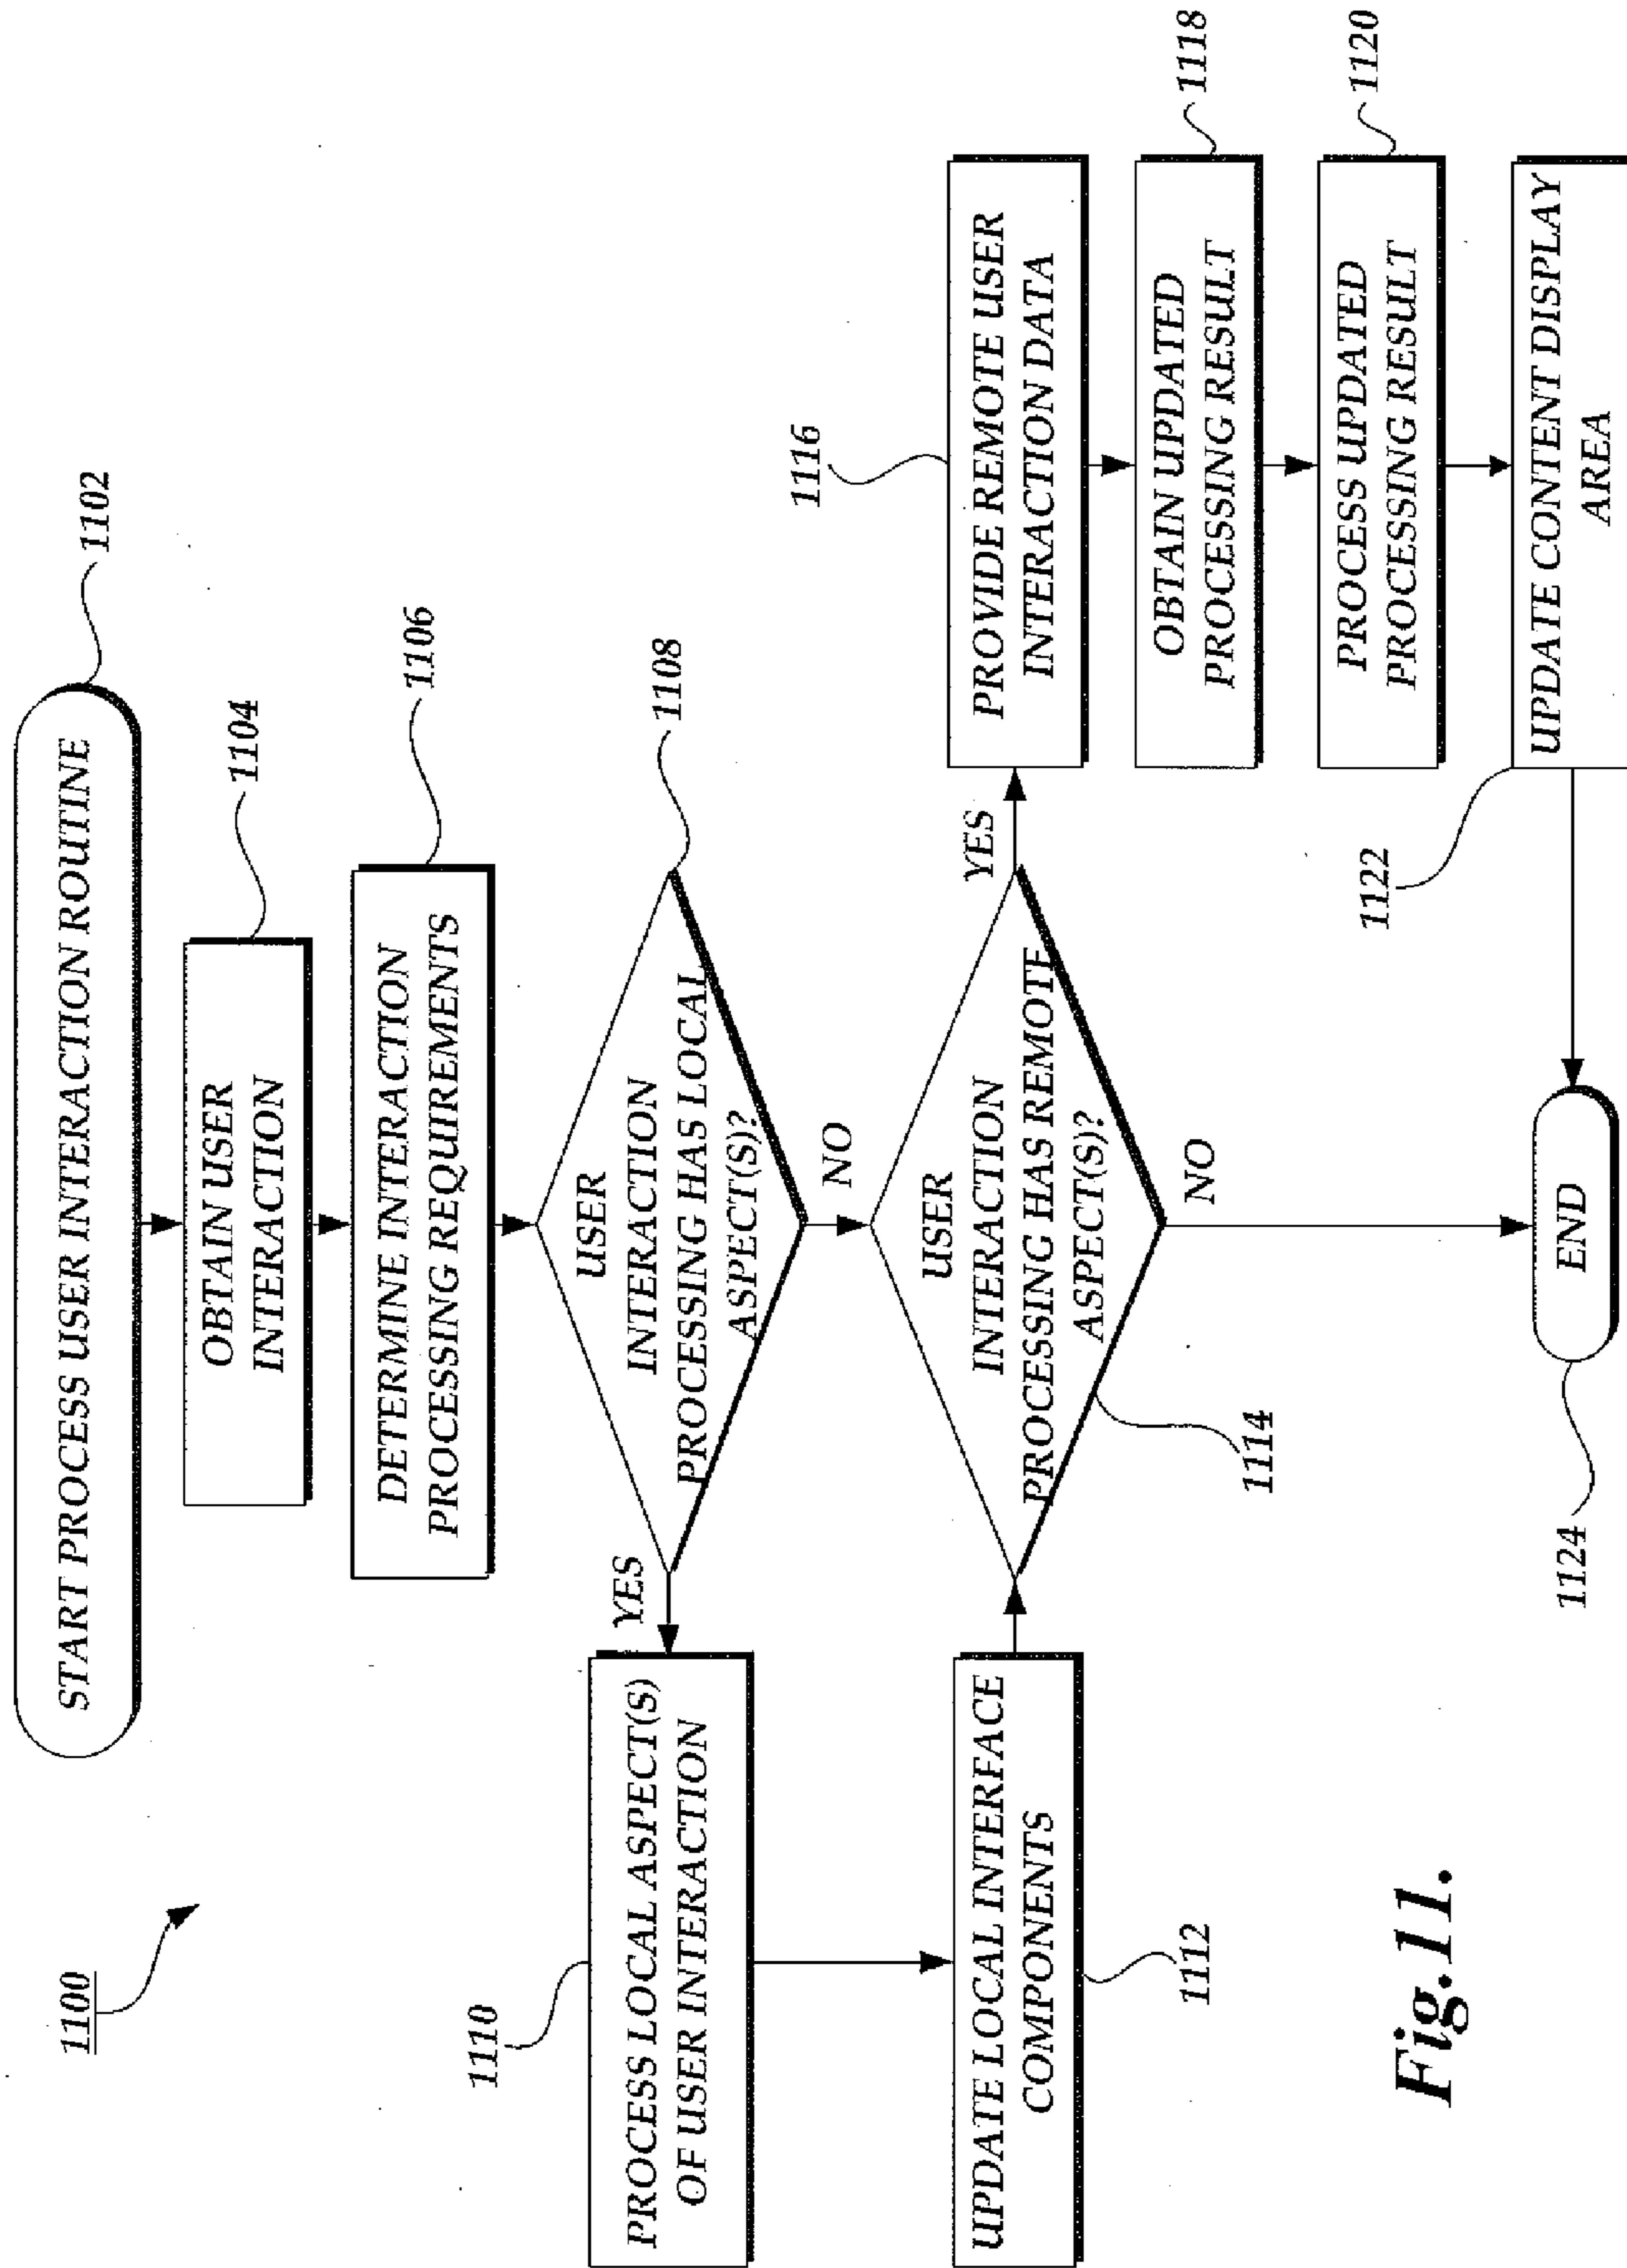 1100
START PROCESS USER INTERACTION ROUTINE
1102
OBTAIN USER
INTERACTION
1104
DETERMINE INTERACTION
PROCESSING REQUIREMENTS
1106
USER
INTERACTION
PROCESSING HAS LOCAL
ASPECT(S)?
1108
YES
NO
1110
PROCESS LOCAL ASPECT(S)
OF USER INTERACTION
UPDATE LOCAL INTERFACE
COMPONENTS
1112
USER
INTERACTION
PROCESSING HAS REMOTE
ASPECT(S)?
1114
YES
NO
1116
PROVIDE REMOTE USER
INTERACTION DATA
OBTAIN UPDATED
PROCESSING RESULT
1118
PROCESS UPDATED
PROCESSING RESULT
1120
UPDATE CONTENT DISPLAY
AREA
1122
END
1124
Fig.11.